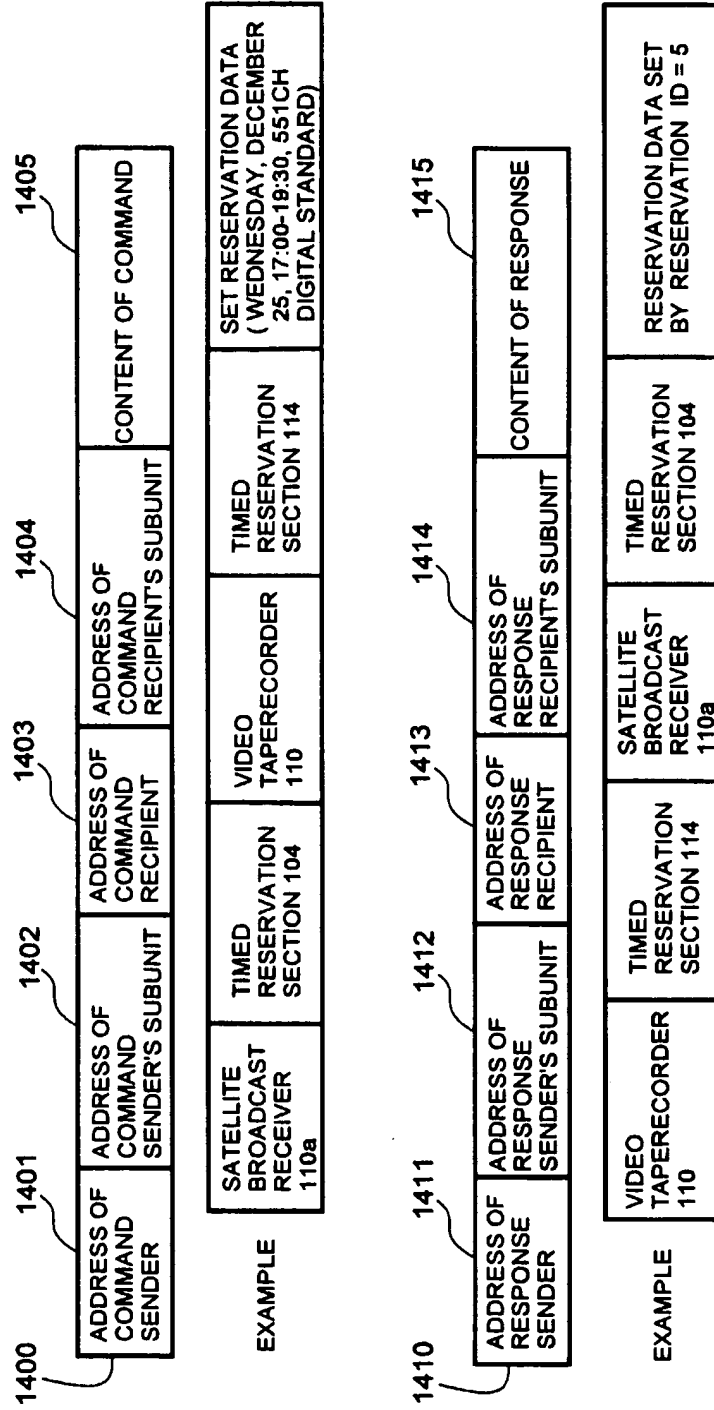 1400
1401
ADDRESS OF
COMMAND
SENDER
1402
ADDRESS OF
COMMAND
SENDER'S SUBUNIT
1403
ADDRESS OF
COMMAND
RECIPIENT
1404
ADDRESS OF
COMMAND
RECIPIENT'S SUBUNIT
1405
CONTENT OF COMMAND
EXAMPLE
SATELLITE
BROADCAST
RECEIVER
110a
TIMED
RESERVATION
SECTION 104
VIDEO
TAPERECORDER
110
TIMED
RESERVATION
SECTION 114
SET RESERVATION DATA
(WEDNESDAY, DECEMBER
25, 17:00-19:30, 551CH
DIGITAL STANDARD)
1410
1411
ADDRESS OF
RESPONSE
SENDER
1412
ADDRESS OF
RESPONSE
SENDER'S SUBUNIT
1413
ADDRESS OF
RESPONSE
RECIPIENT
1414
ADDRESS OF
RESPONSE
RECIPIENT'S SUBUNIT
1415
CONTENT OF RESPONSE
EXAMPLE
VIDEO
TAPERECORDER
110
TIMED
RESERVATION
SECTION 114
SATELLITE
BROADCAST
RECEIVER
110a
TIMED
RESERVATION
SECTION 104
RESERVATION DATA SET
BY RESERVATION ID = 5